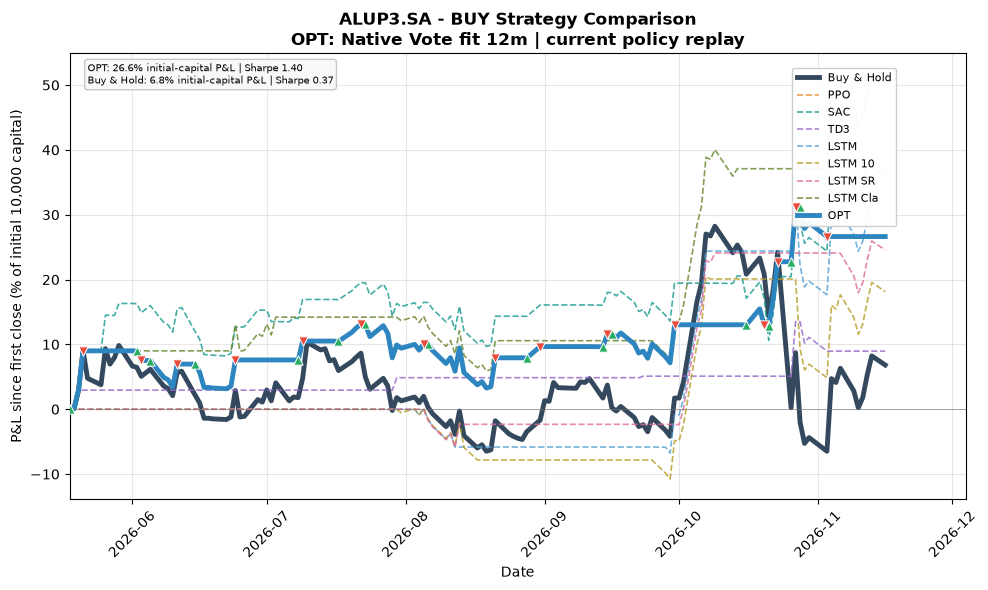 ALUP3.SA - BUY Strategy Comparison
OPT: Native Vote fit 12m | current policy replay
OPT: 26.6% initial-capital P&L | Sharpe 1.40
Buy & Hold: 6.8% initial-capital P&L | Sharpe 0.37
Buy & Hold
PPO
SAC
TD3
LSTM
LSTM 10
LSTM SR
LSTM Cla
OPT
P&L since first close (% of initial 10,000 capital)
50
40
30
20
10
0
−10
2026-06
2026-07
2026-08
2026-09
2026-10
2026-11
2026-12
Date